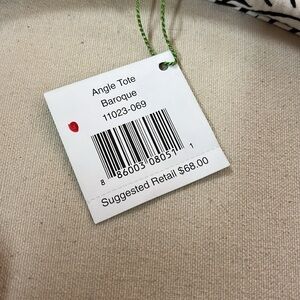 Angle Tote
Baroque
11023-069
8 86003 08051 1
Suggested Retail $68.00